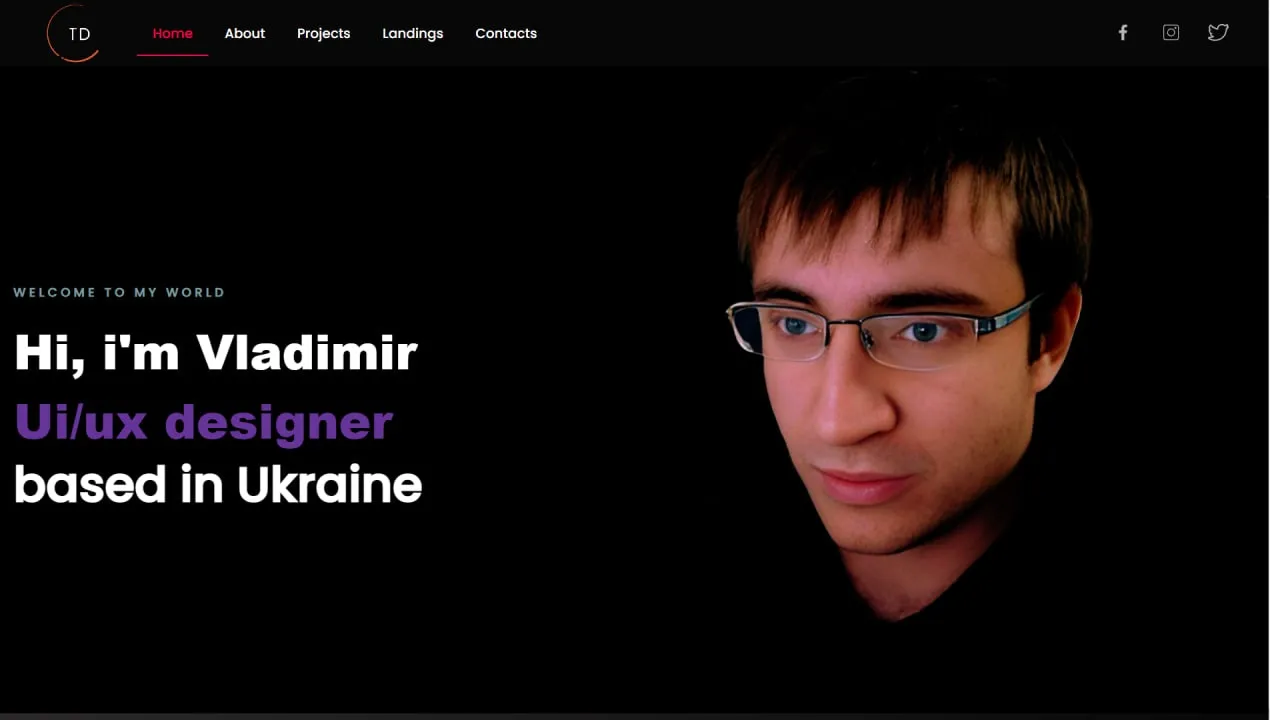 TD
Home About Projects Landings Contacts
WELCOME TO MY WORLD
Hi, i'm Vladimir
Ui/ux designer
based in Ukraine